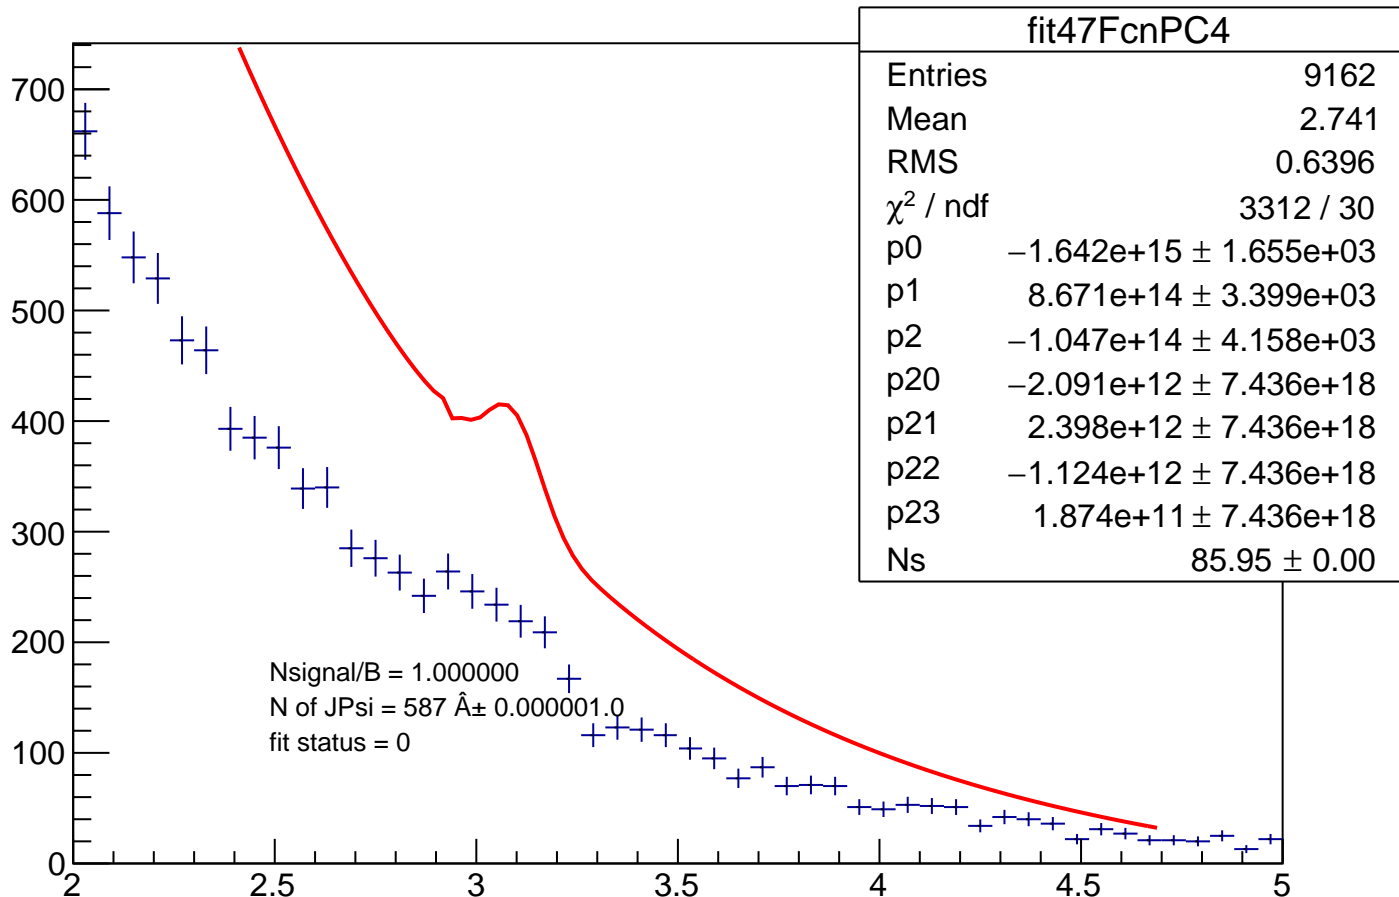 fit47FcnPC4
Entries 9162
Mean 2.741
RMS 0.6396
χ² / ndf 3312 / 30
p0 −1.642e+15 ± 1.655e+03
p1 8.671e+14 ± 3.399e+03
p2 −1.047e+14 ± 4.158e+03
p20 −2.091e+12 ± 7.436e+18
p21 2.398e+12 ± 7.436e+18
p22 −1.124e+12 ± 7.436e+18
p23 1.874e+11 ± 7.436e+18
Ns 85.95 ± 0.00
700
600
500
400
300
200
100
0
Nsignal/B = 1.000000
N of JPsi = 587 Â± 0.000001.0
fit status = 0
2 2.5 3 3.5 4 4.5 5